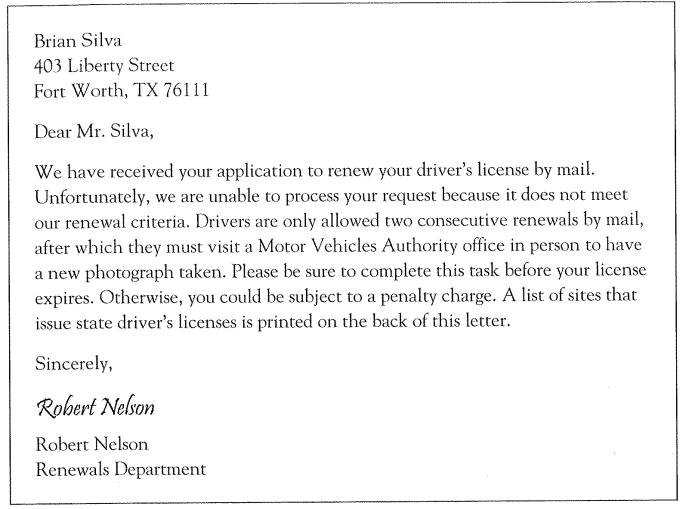 Brian Silva
403 Liberty Street
Fort Worth, TX 76111
Dear Mr. Silva,
We have received your application to renew your driver's license by mail.
Unfortunately, we are unable to process your request because it does not meet
our renewal criteria. Drivers are only allowed two consecutive renewals by mail,
after which they must visit a Motor Vehicles Authority office in person to have
a new photograph taken. Please be sure to complete this task before your license
expires. Otherwise, you could be subject to a penalty charge. A list of sites that
issue state driver's licenses is printed on the back of this letter.
Sincerely,
Robert Nelson
Robert Nelson
Renewals Department